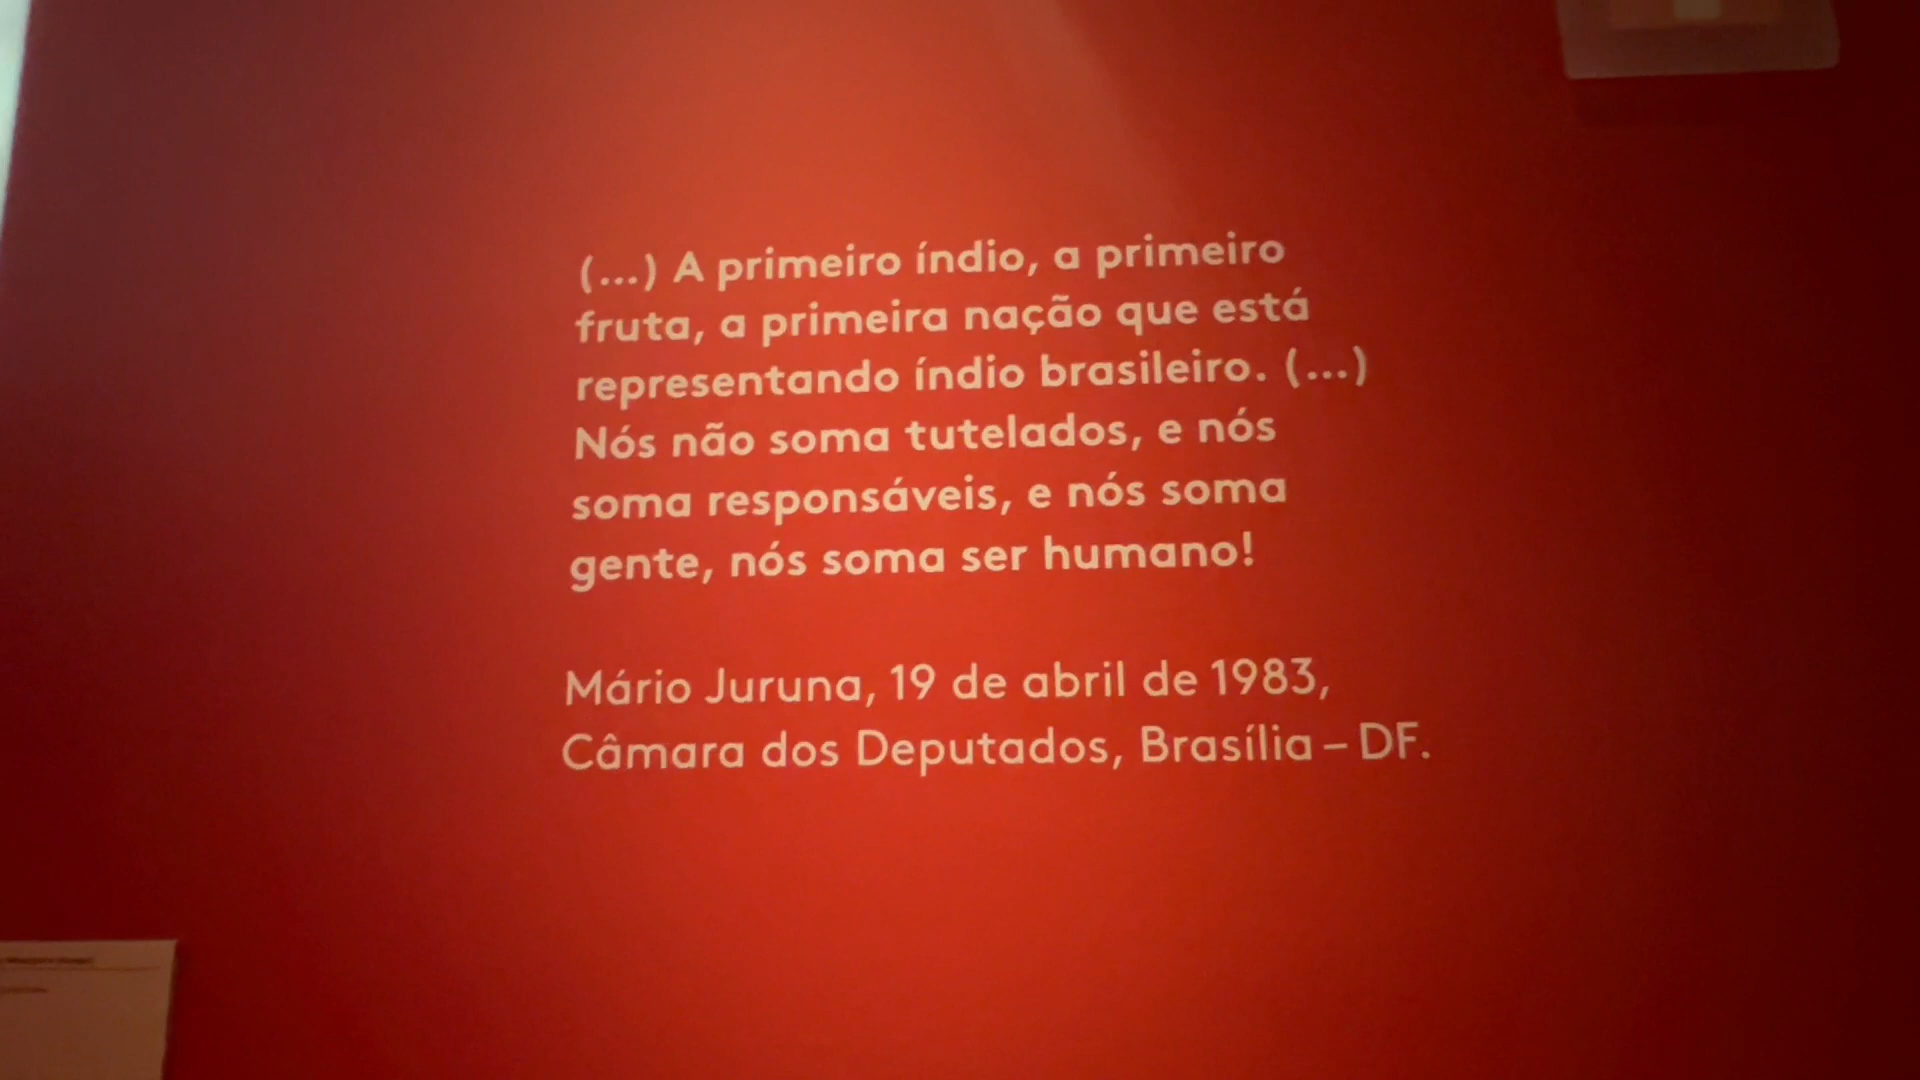 (...) A primeiro índio, a primeiro
fruta, a primeira nação que está
representando índio brasileiro. (...)
Nós não soma tutelados, e nós
soma responsáveis, e nós soma
gente, nós soma ser humano!
Mário Juruna, 19 de abril de 1983,
Câmara dos Deputados, Brasília – DF.